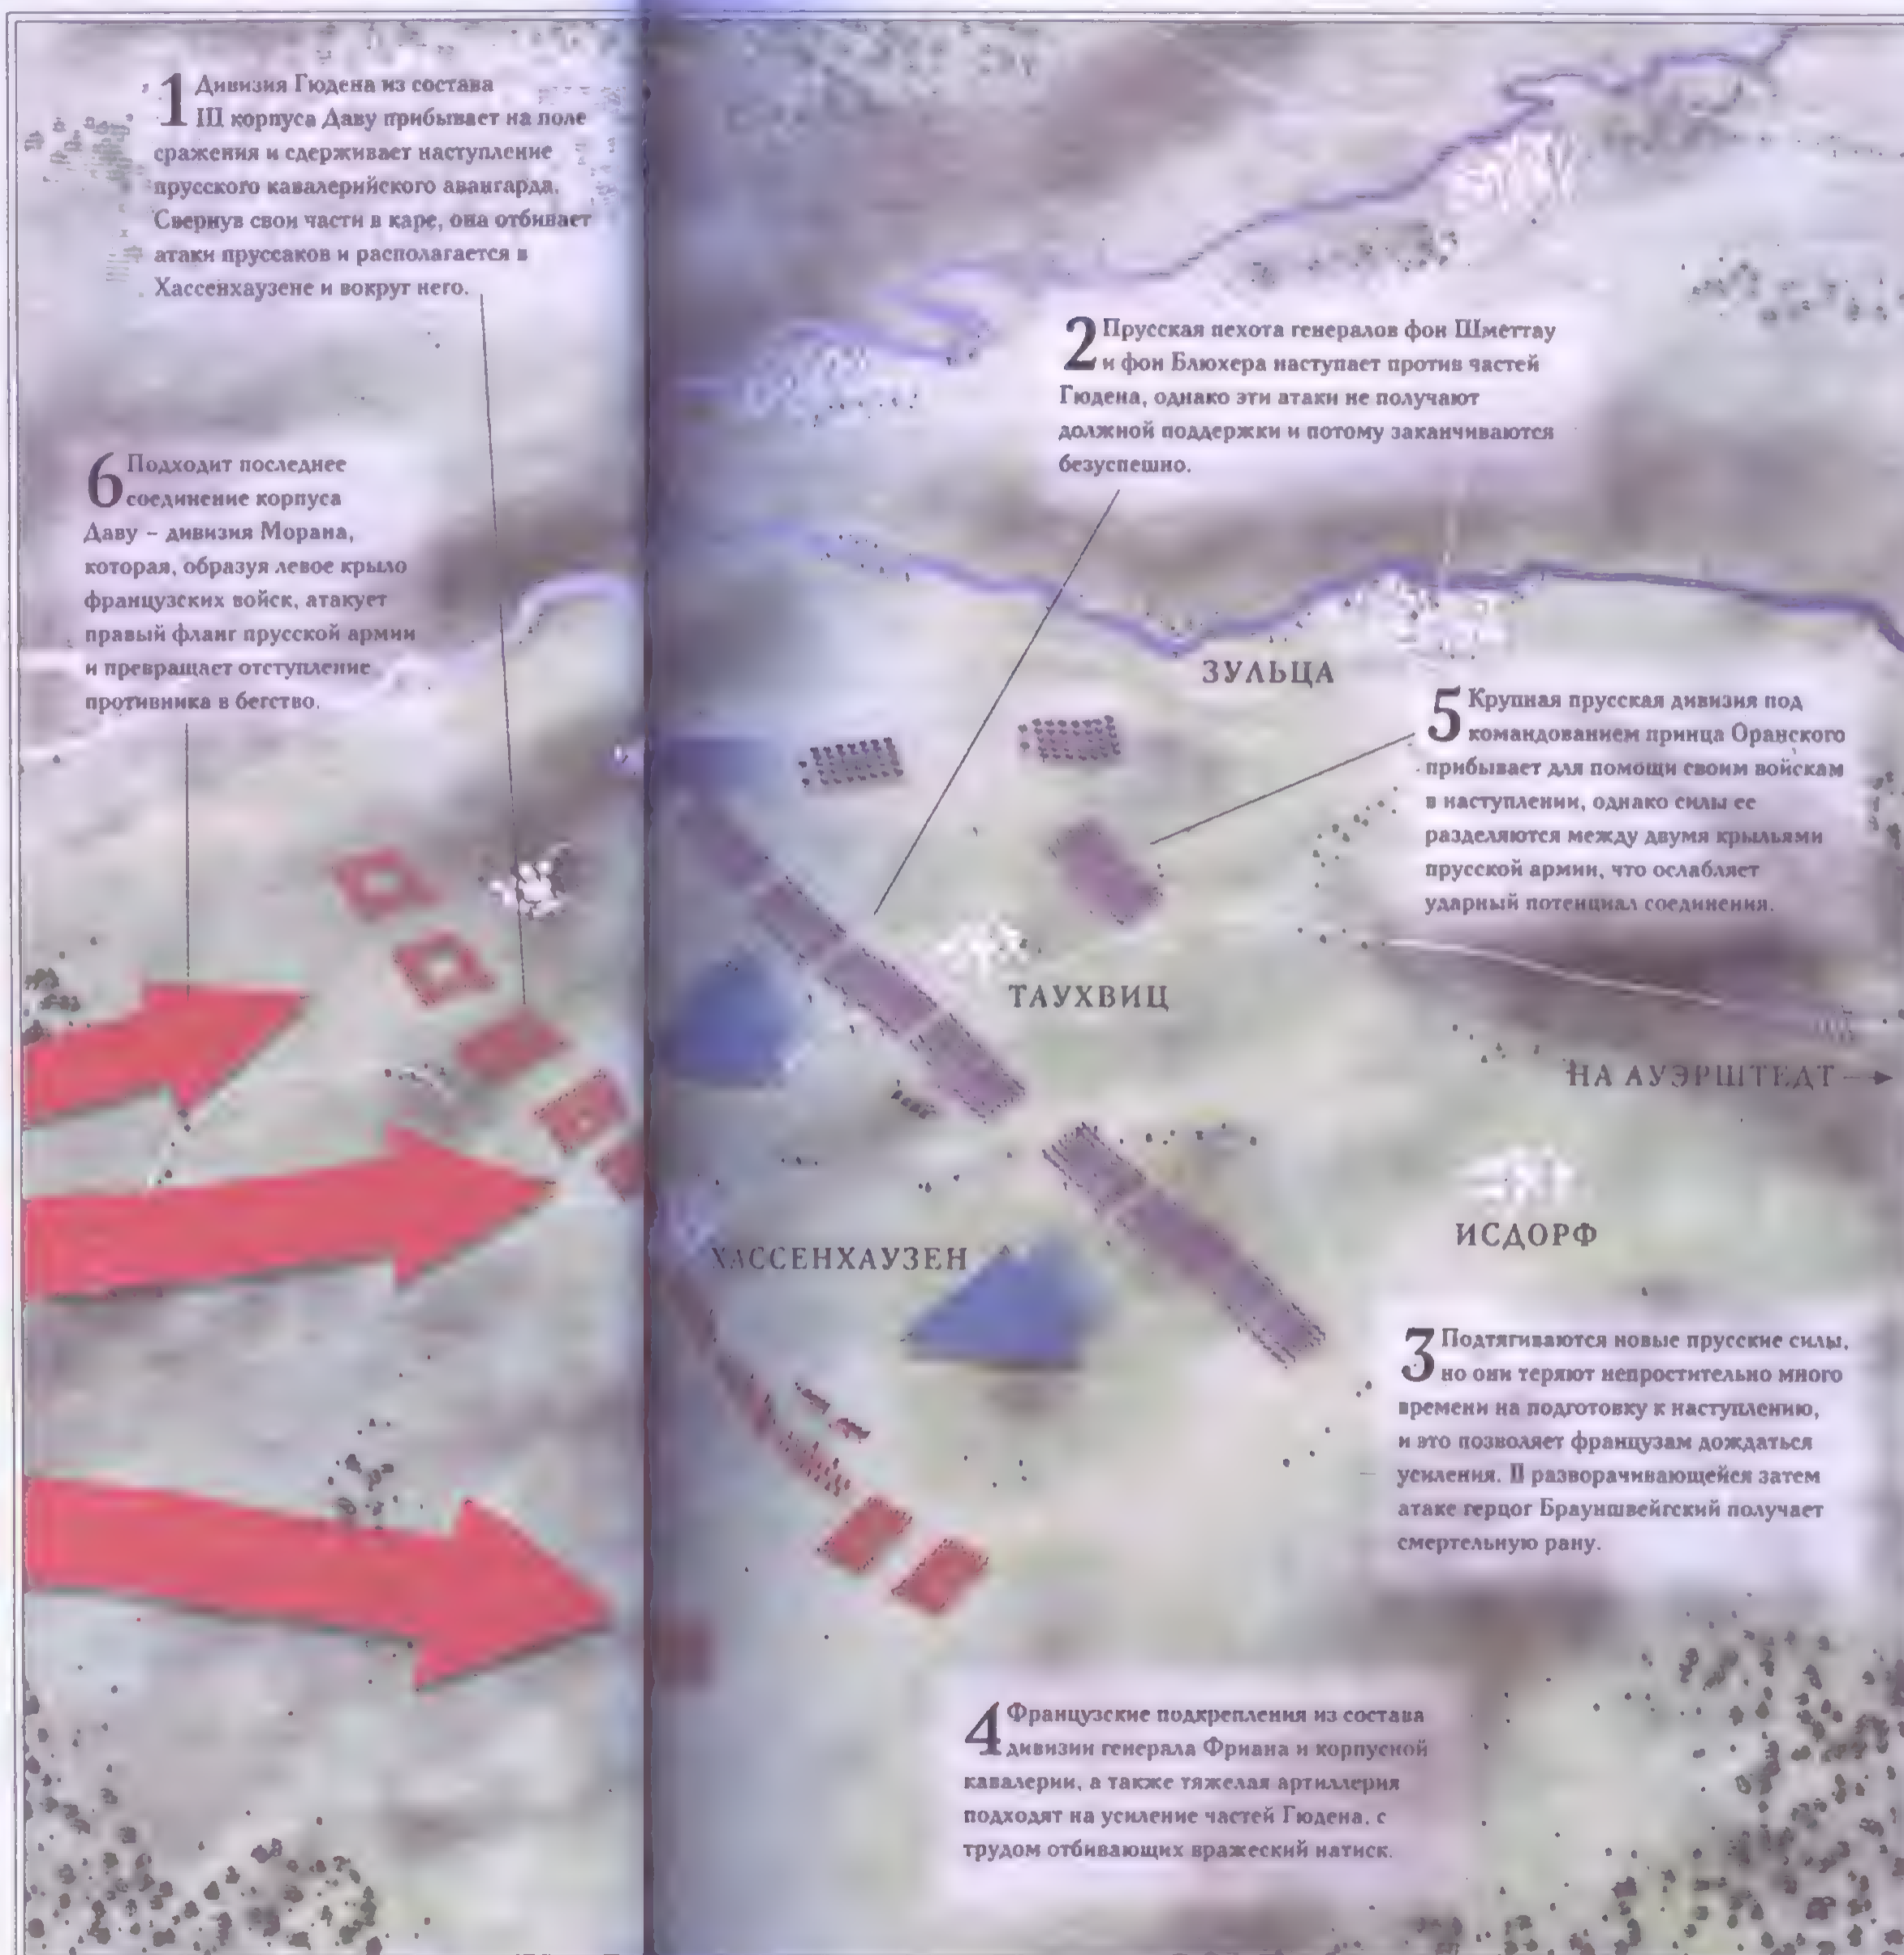 1 Дивизия Гюдена из состава
III корпуса Даву прибывает на поле
сражения и сдерживает наступление
прусского кавалерийского авангарда.
Свернув свои части в каре, она отбивает
атаки пруссаков и располагается в
Хассенхаузене и вокруг него.
2 Прусская пехота генералов фон Шметтау
и фон Блюхера наступает против частей
Гюдена, однако эти атаки не получают
должной поддержки и потому заканчиваются
безуспешно.
6 Подходит последнее
соединение корпуса
Даву – дивизия Морана,
которая, образуя левое крыло
французских войск, атакует
правый фланг прусской армии
и превращает отступление
противника в бегство.
ЗУЛЬЦА
5 Крупная прусская дивизия под
командованием принца Оранского
прибывает для помощи своим войскам
в наступлении, однако силы ее
разделяются между двумя крыльями
прусской армии, что ослабляет
ударный потенциал соединения.
ТАУХВИЦ
НА АУЭРШТЕДТ
ИСДОРФ
ХАССЕНХАУЗЕН
3 Подтягиваются новые прусские силы,
но они теряют непростительно много
времени на подготовку к наступлению,
и это позволяет французам дождаться
усиления. В разворачивающейся затем
атаке герцог Брауншвейгский получает
смертельную рану.
4 Французские подкрепления из состава
дивизии генерала Фриана и корпусной
кавалерии, а также тяжелая артиллерия
подходят на усиление частей Гюдена, с
трудом отбивающих вражеский натиск.